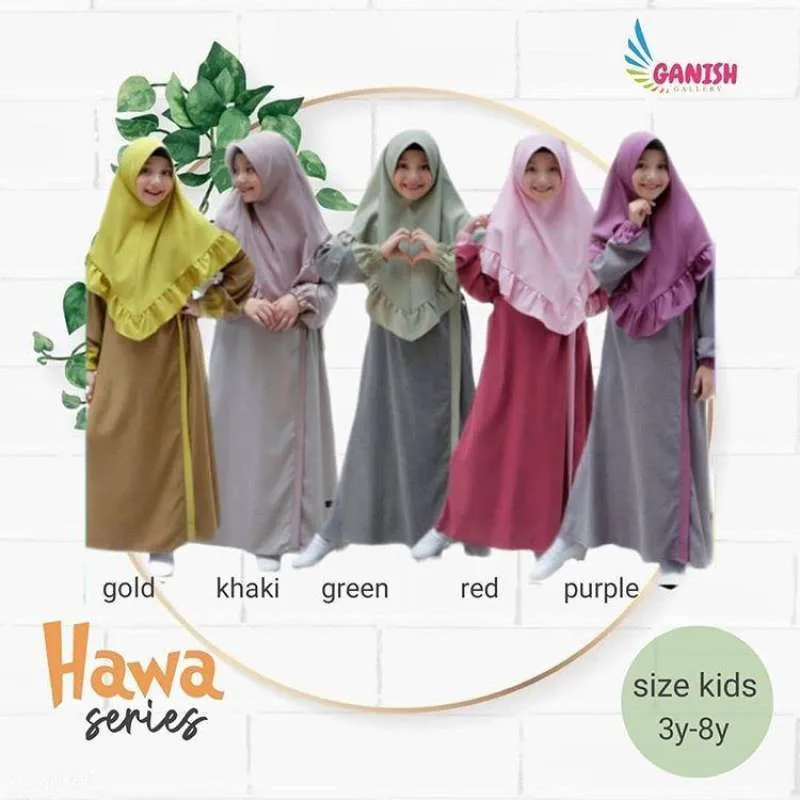 GANISH
GALLERY
gold khaki green red purple
Hawa
series
size kids
3y-8y